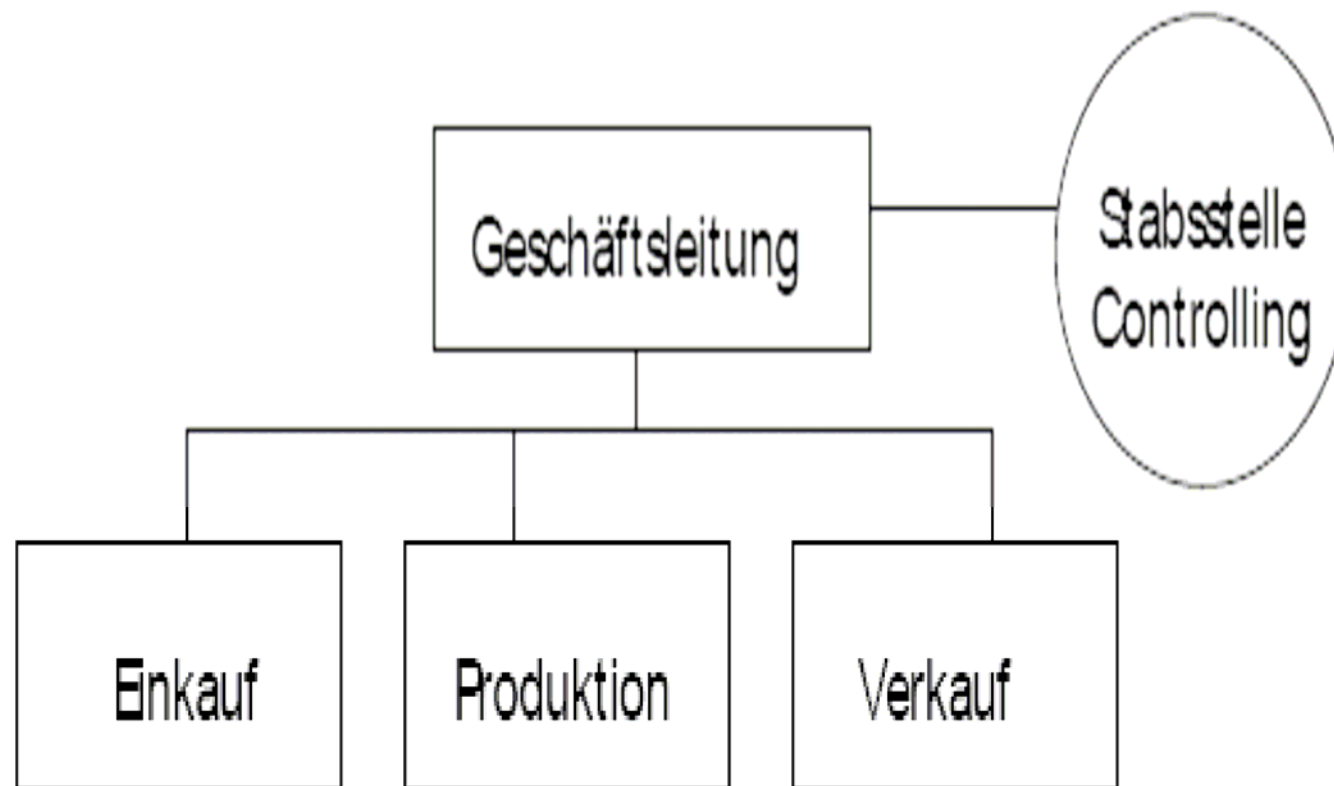 Geschäftsleitung
Stabsstelle
Controlling
Einkauf
Produktion
Verkauf